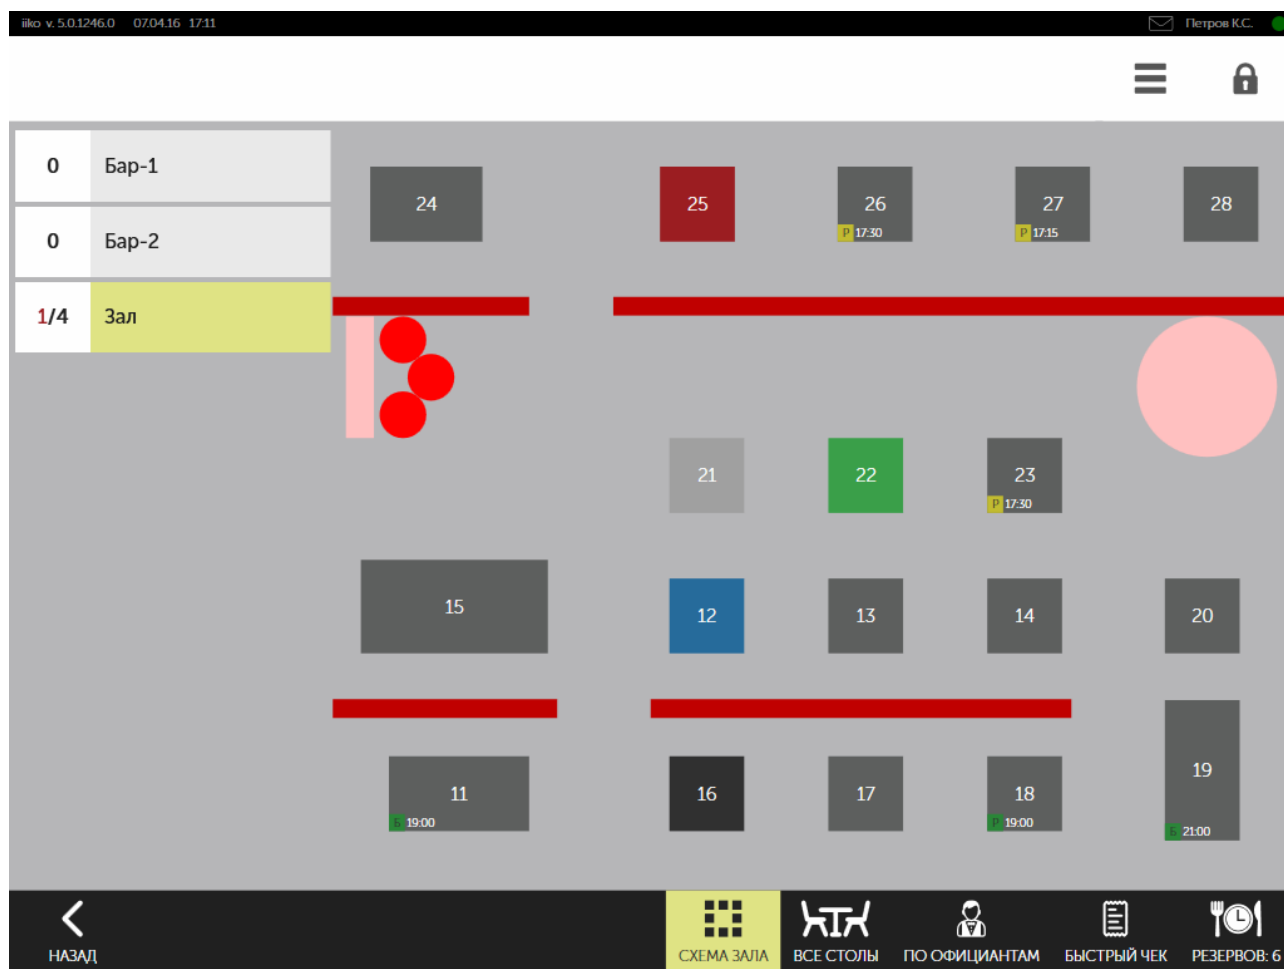 iiko v. 5.0.1246.0 07.04.16 17:11 Петров К.С.
0 Бар-1
0 Бар-2
1/4 Зал
24 25 26 27 28
Р 17:30 Р 17:15
21 22 23
Р 17:30
15 12 13 14 20
11 16 17 18 19
Б 19:00 Р 19:00 Б 21:00
НАЗАД СХЕМА ЗАЛА ВСЕ СТОЛЫ ПО ОФИЦИАНТАМ БЫСТРЫЙ ЧЕК РЕЗЕРВОВ: 6